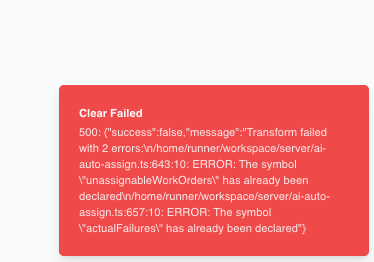 Clear Failed
500: {"success":false,"message":"Transform failed
with 2 errors:\n/home/runner/workspace/server/ai-
auto-assign.ts:643:10: ERROR: The symbol
\"unassignableWorkOrders\" has already been
declared\n/home/runner/workspace/server/ai-auto-
assign.ts:657:10: ERROR: The symbol
\"actualFailures\" has already been declared"}